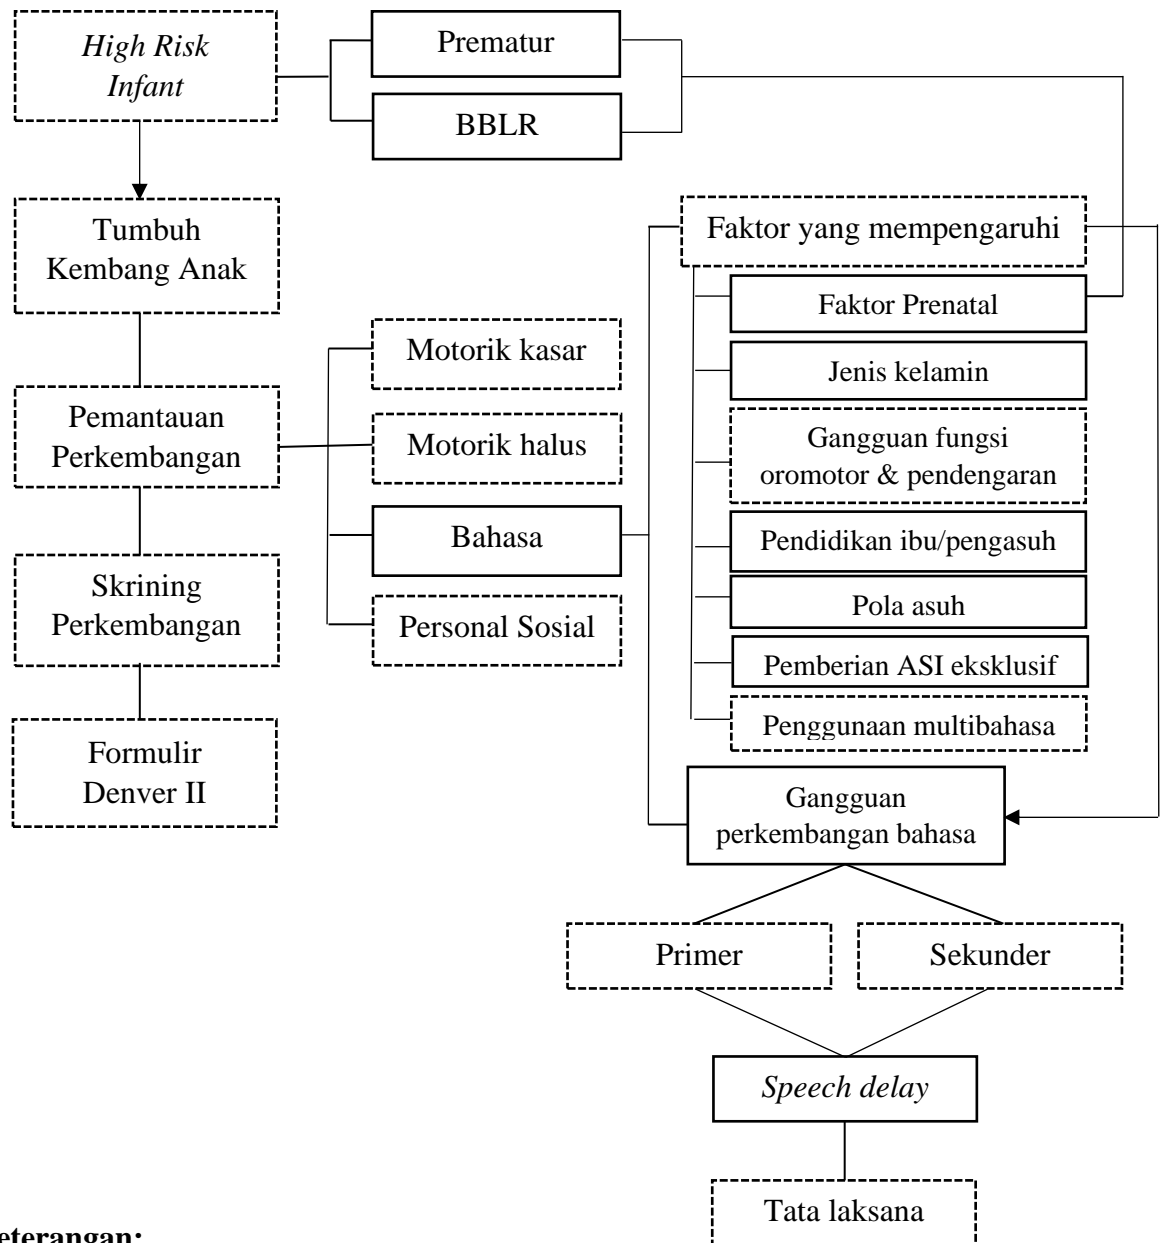 High Risk
Infant
Prematur
BBLR
Tumbuh
Kembang Anak
Pemantauan
Perkembangan
Skrining
Perkembangan
Formulir
Denver II
Motorik kasar
Motorik halus
Bahasa
Personal Sosial
Faktor yang mempengaruhi
Faktor Prenatal
Jenis kelamin
Gangguan fungsi
oromotor & pendengaran
Pendidikan ibu/pengasuh
Pola asuh
Pemberian ASI eksklusif
Penggunaan multibahasa
Gangguan
perkembangan bahasa
Primer
Sekunder
Speech delay
Tata laksana
eterangan: